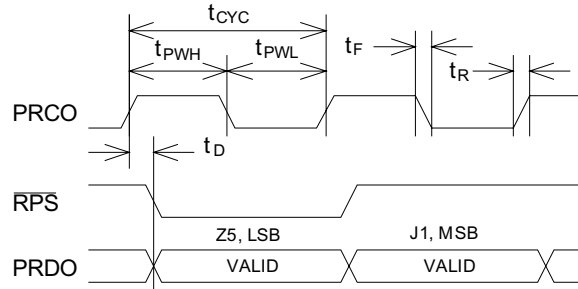 tCYC
tPWH tPWL tF
tR
PRCO
tD
RPS
Z5, LSB J1, MSB
PRDO VALID VALID